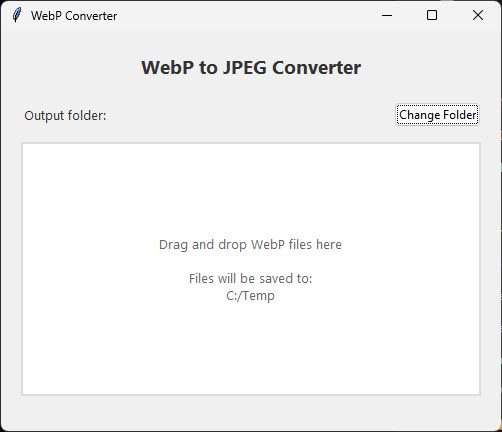 WebP Converter
WebP to JPEG Converter
Output folder:
Change Folder
Drag and drop WebP files here
Files will be saved to:
C:/Temp